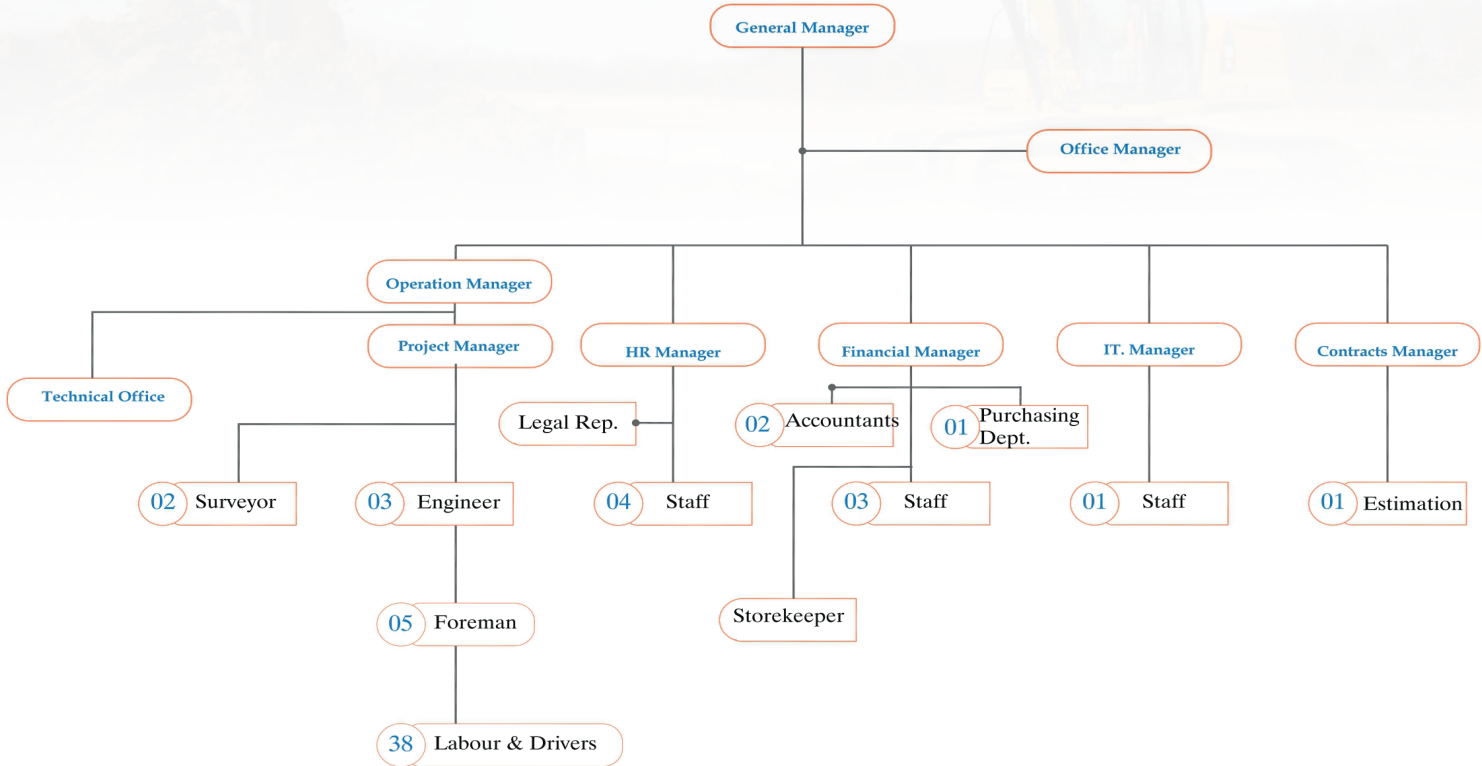 General Manager
Office Manager
Operation Manager
Project Manager
HR Manager
Financial Manager
IT. Manager
Contracts Manager
Technical Office
Legal Rep.
02 Accountants
01 Purchasing
Dept.
02 Surveyor
03 Engineer
04 Staff
03 Staff
01 Staff
01 Estimation
05 Foreman
Storekeeper
38 Labour & Drivers